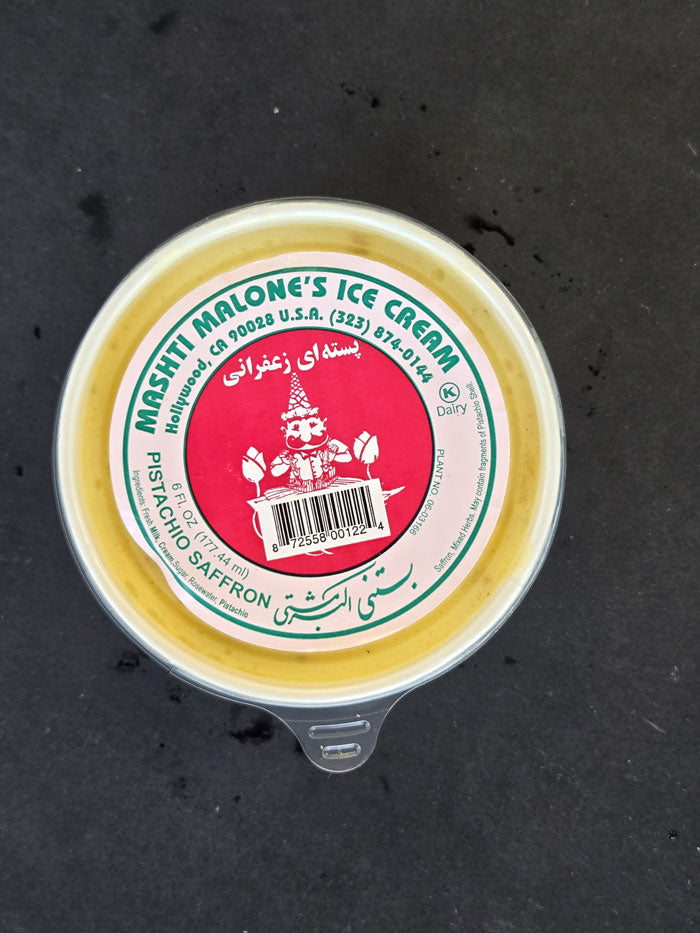 MASHTI MALONE'S ICE CREAM
Hollywood, CA 90028 U.S.A. (323) 874-0144
پسته‌ای زعفرانی
K
Dairy
8 72558 00122 4
PLANT NO. 06-03166
6 FL. OZ. (177.44 ml)
PISTACHIO SAFFRON
Ingredients: Fresh Milk, Cream, Sugar, Rosewater, Pistachio
Saffron, Mixed Herbs. May contain fragments of Pistachio Shell.
بستنی اکبر مشتی